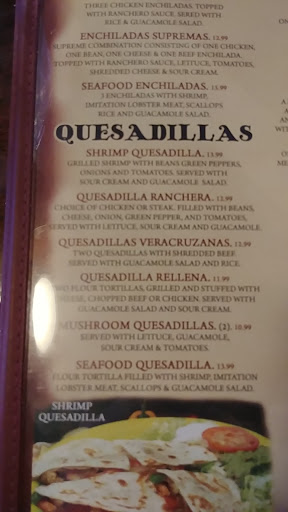 THREE CHICKEN ENCHILADAS. TOPPED
WITH RANCHERO SAUCE, SERED WITH
RICE & GUACAMOLE SALAD.
ENCHILADAS SUPREMAS. 13.99
SUPREME COMBINATION CONSISTING OF ONE CHICKEN,
ONE BEAN, ONE CHEESE & ONE BEEF ENCHILADA.
TOPPED WITH RANCHERO SAUCE, LETTUCE, TOMATOES,
SHREDDED CHEESE & SOUR CREAM.
SEAFOOD ENCHILADAS. 13.99
3 ENCHILADAS WITH SHRIMP,
IMITATION LOBSTER MEAT, SCALLOPS
RICE AND GUACAMOLE SALAD.
QUESADILLAS
SHRIMP QUESADILLA. 13.99
GRILLED SHRIMP WITH BEANS GREEN PEPPERS,
ONIONS AND TOMATOES. SERVED WITH
SOUR CREAM AND GUACAMOLE SALAD.
QUESADILLA RANCHERA. 13.99
CHOICE OF CHICKEN OR STEAK. FILLED WITH BEANS,
CHEESE, ONION, GREEN PEPPER, AND TOMATOES,
SERVED WITH LETTUCE, SOUR CREAM AND GUACAMOLE.
QUESADILLAS VERACRUZANAS. 13.99
TWO QUESADILLAS WITH SHREDDED BEEF
SERVED WITH GUACAMOLE SALAD AND RICE.
QUESADILLA RELLENA. 11.99
TWO FLOUR TORTILLAS, GRILLED AND STUFFED WITH
CHEESE, CHOPPED BEEF OR CHICKEN. SERVED WITH
GUACAMOLE SALAD AND SOUR CREAM.
MUSHROOM QUESADILLAS. (2). 10.99
SERVED WITH LETTUCE, GUACAMOLE,
SOUR CREAM & TOMATOES.
SEAFOOD QUESADILLA. 13.99
FLOUR TORTILLA FILLED WITH SHRIMP, IMITATION
LOBSTER MEAT, SCALLOPS & GUACAMOLE SALAD.
SHRIMP
QUESADILLA